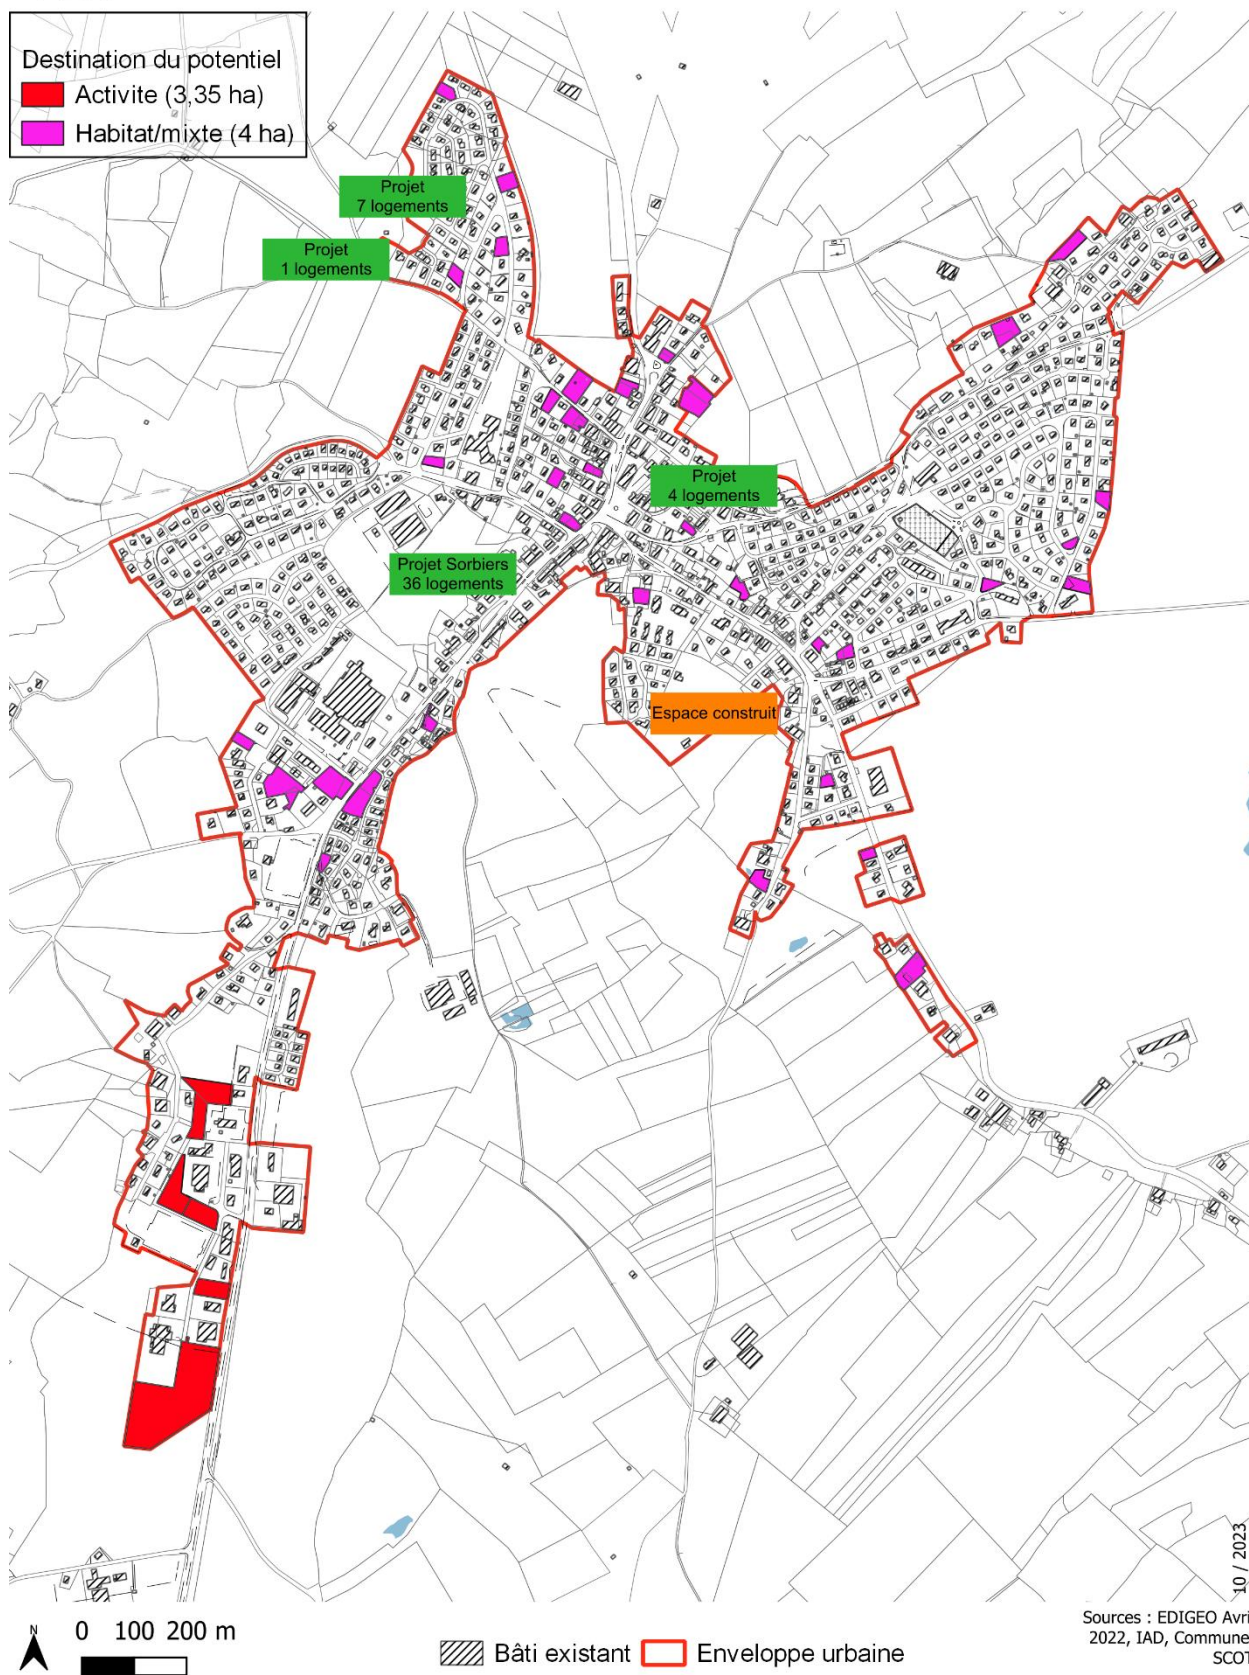 Destination du potentiel
Activite (3,35 ha)
Habitat/mixte (4 ha)
Projet
7 logements
Projet
1 logements
Projet
4 logements
Projet Sorbiers
36 logements
Espace construit
10 / 2023
N
0 100 200 m
Bâti existant
Enveloppe urbaine
Sources : EDIGEO Avri
2022, IAD, Commune
SCOT